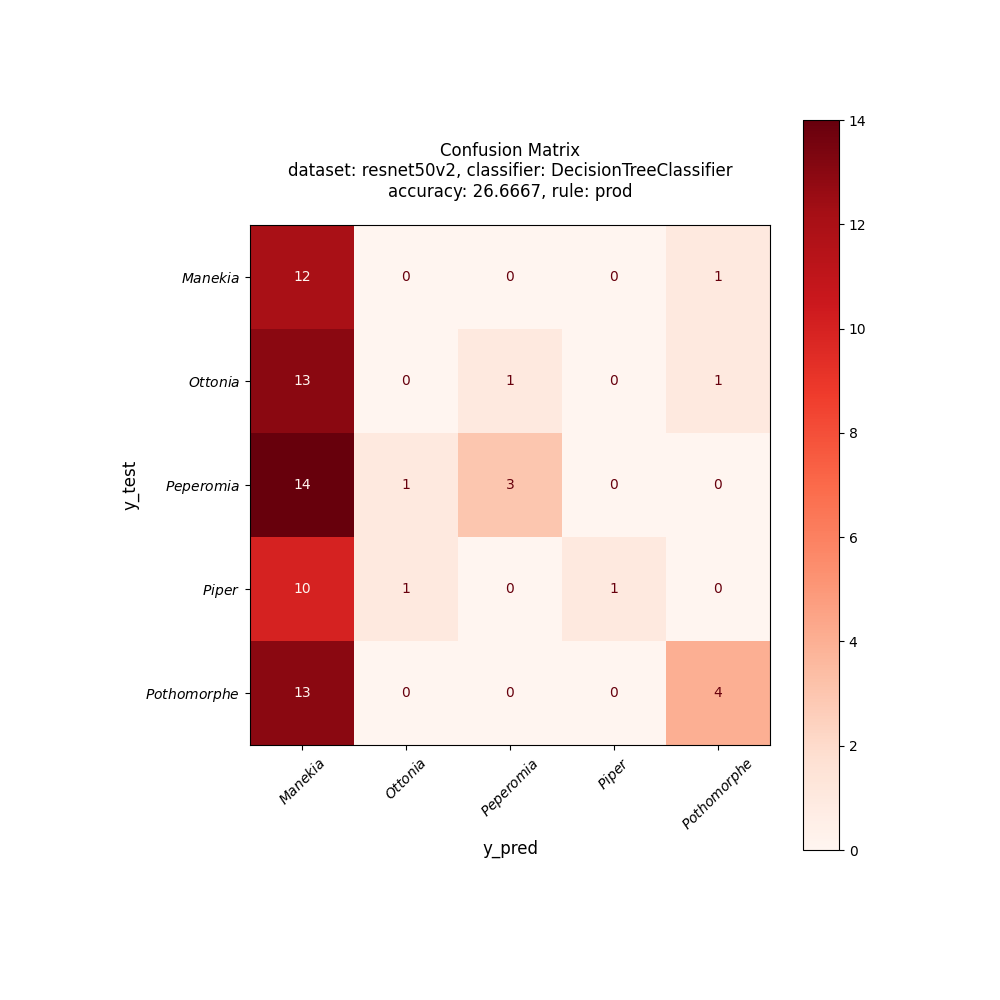 Confusion Matrix
dataset: resnet50v2, classifier: DecisionTreeClassifier
accuracy: 26.6667, rule: prod
y_test
Manekia 12 0 0 0 1
Ottonia 13 0 1 0 1
Peperomia 14 1 3 0 0
Piper 10 1 0 1 0
Pothomorphe 13 0 0 0 4
Manekia Ottonia Peperomia Piper Pothomorphe
y_pred
14
12
10
8
6
4
2
0